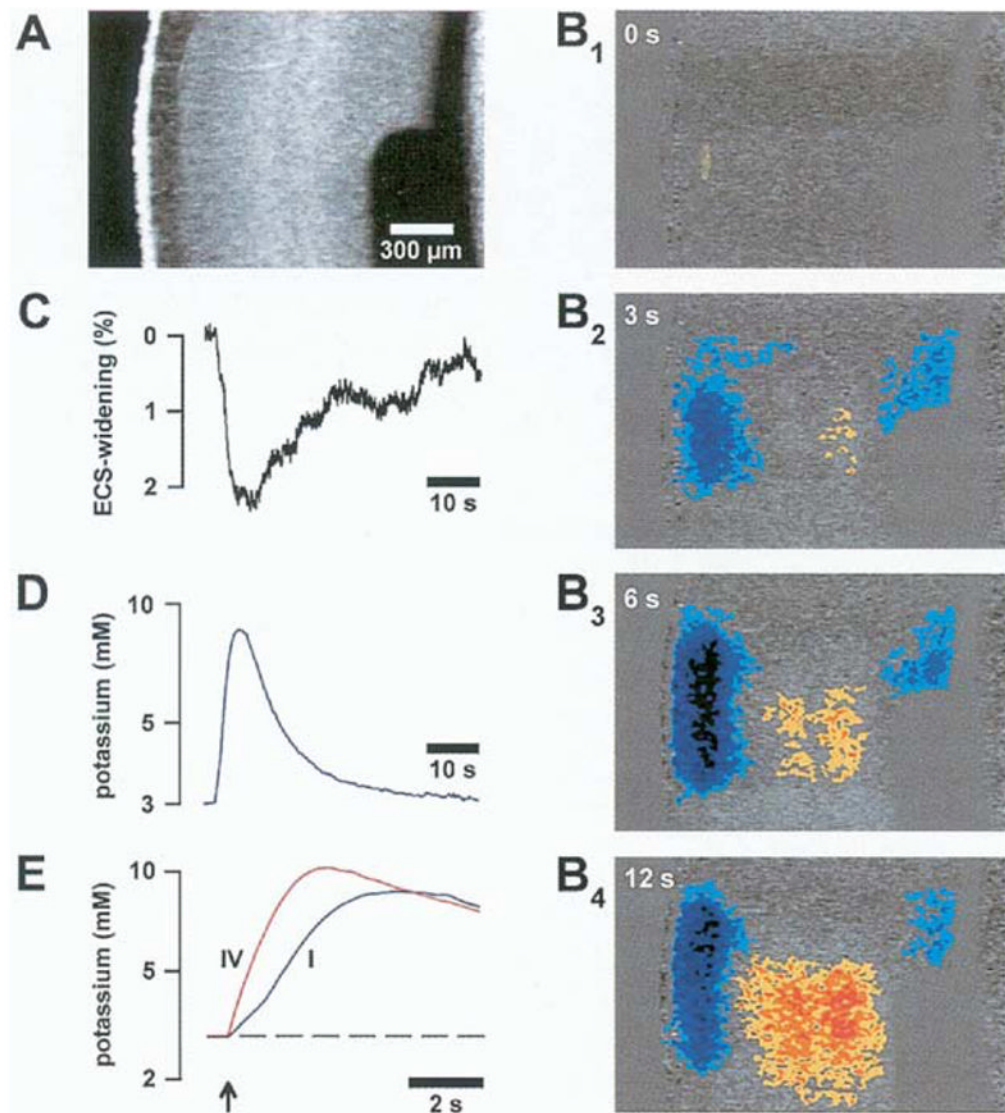 A
300 µm
B1
0 s
C
ECS-widening (%)
0
1
2
10 s
B2
3 s
D
potassium (mM)
10
5
3
10 s
B3
6 s
E
potassium (mM)
10
5
2
IV
I
2 s
B4
12 s